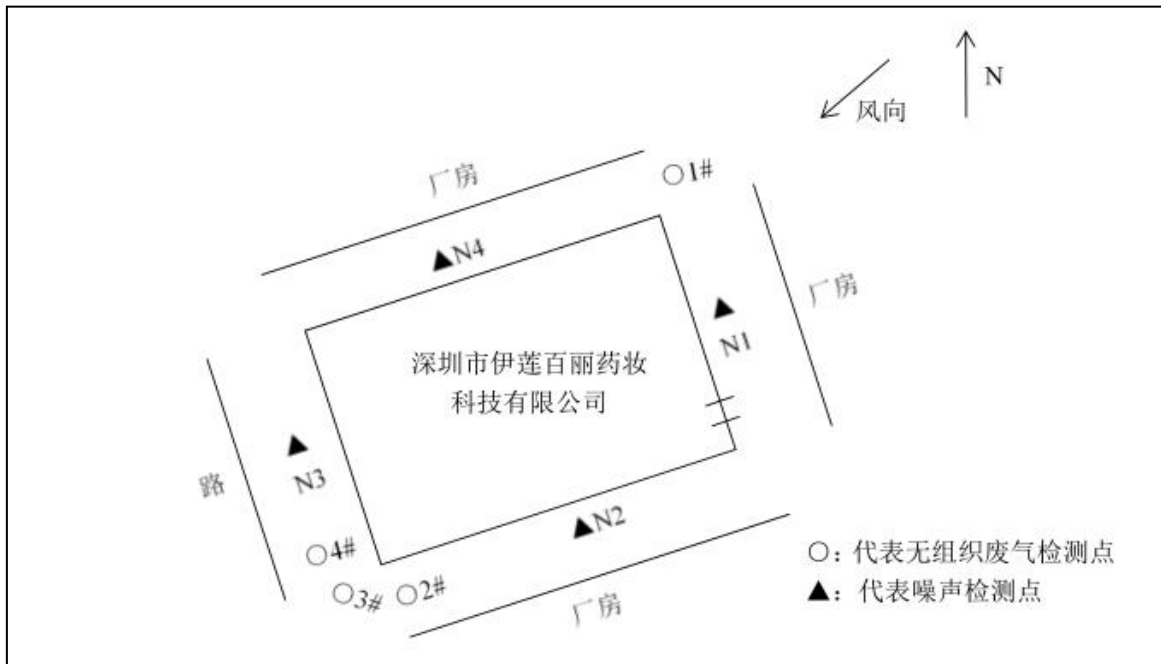 N
风向
厂房
1#
N4
厂房
N1
深圳市伊莲百丽药妆
科技有限公司
路
N3
N2
4#
3#
2#
厂房
○：代表无组织废气检测点
▲：代表噪声检测点